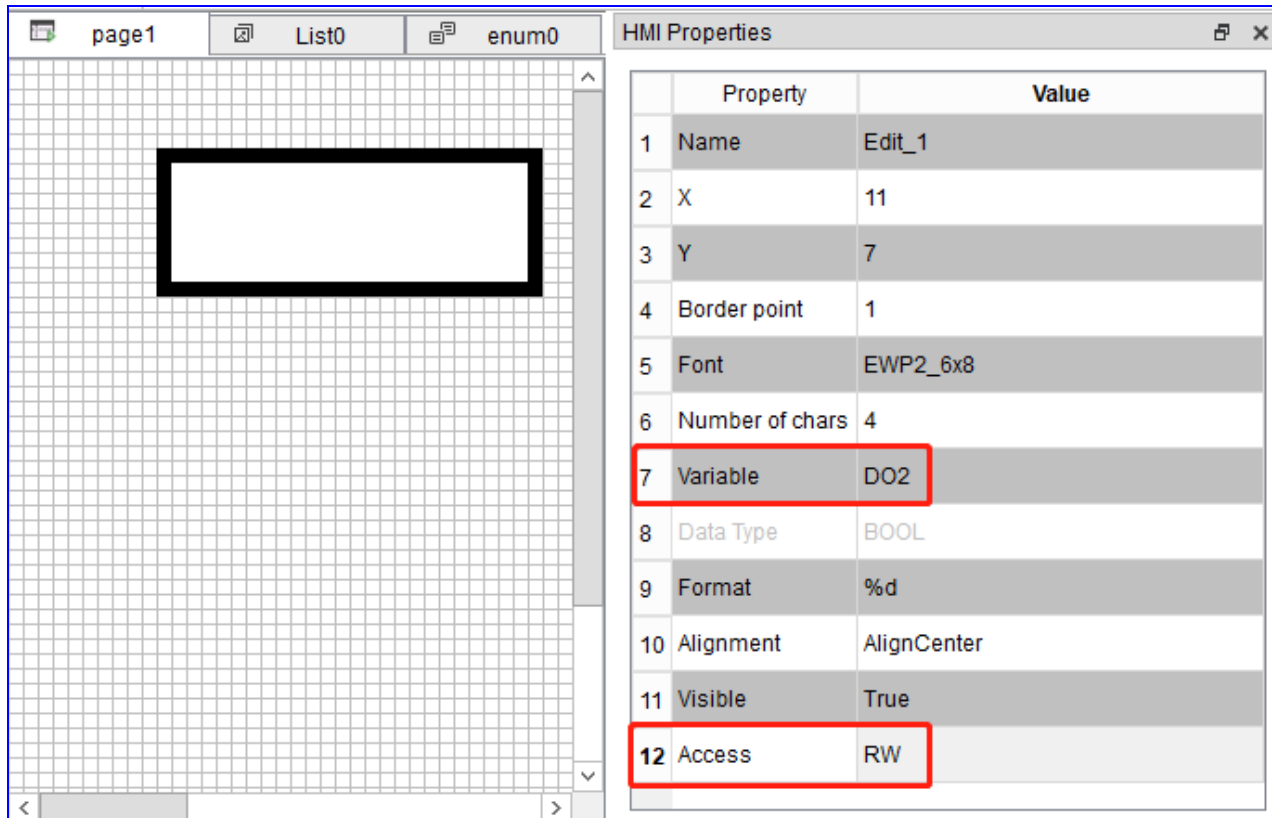 page1 List0 enum0
HMI Properties
Property Value
1 Name Edit_1
2 X 11
3 Y 7
4 Border point 1
5 Font EWP2_6x8
6 Number of chars 4
7 Variable DO2
8 Data Type BOOL
9 Format %d
10 Alignment AlignCenter
11 Visible True
12 Access RW